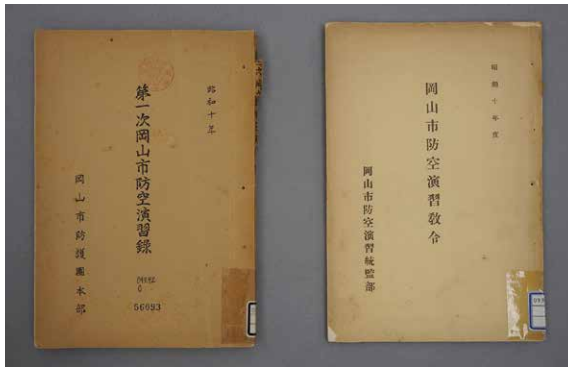 昭和十年
第一次岡山市防空演習録
岡山市防護團本部
56093
昭和十年度
岡山市防空演習教令
岡山市防空演習統監部